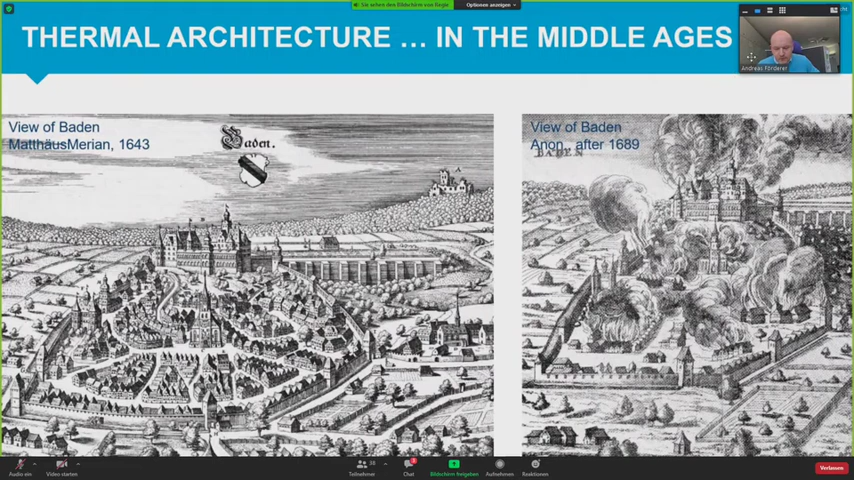 Sie sehen den Bildschirm von Regie
Optionen anzeigen
THERMAL ARCHITECTURE ... IN THE MIDDLE AGES
Andreas Förderer
View of Baden
MatthäusMerian, 1643
Baden.
View of Baden
Anon., after 1689
BADEN
Audio ein
Video starten
38
Teilnehmer
Chat
Bildschirm freigeben
Aufnehmen
Reaktionen
Verlassen